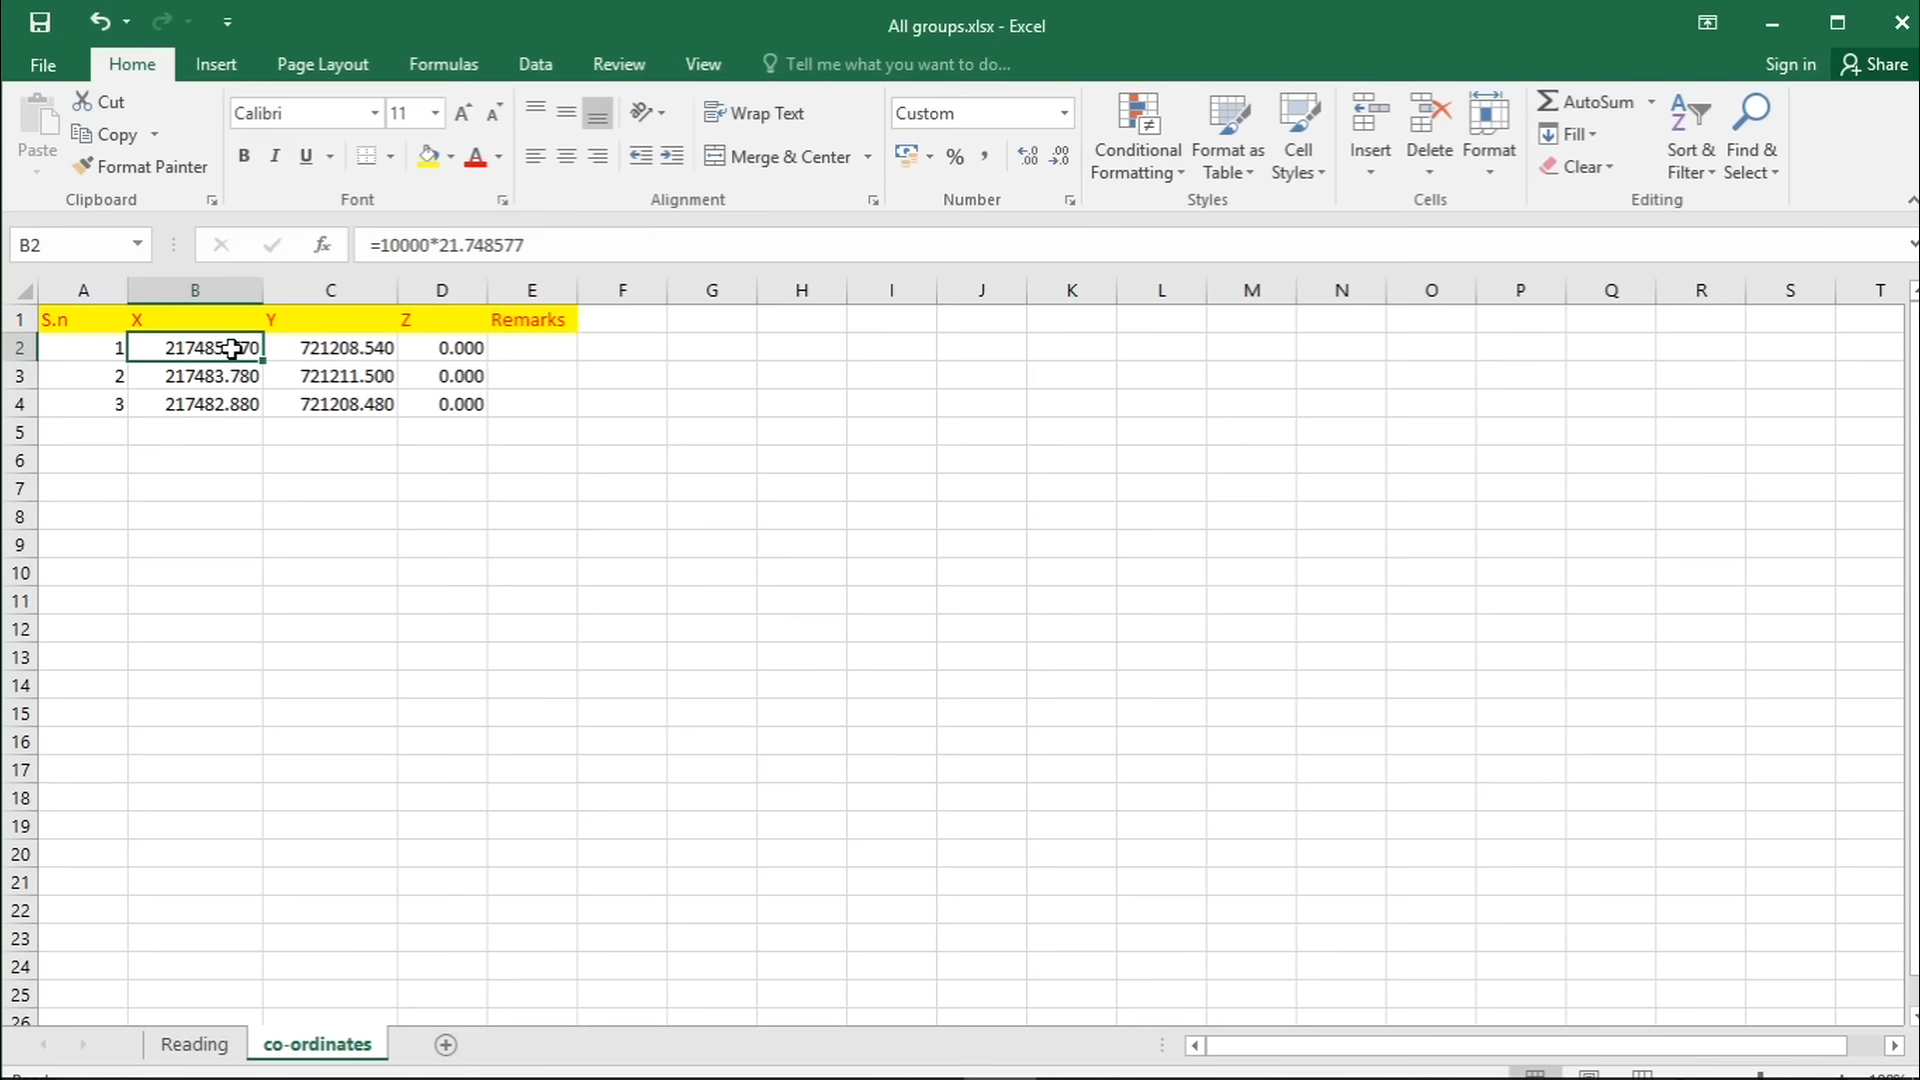 All groups.xlsx - Excel
File Home Insert Page Layout Formulas Data Review View Tell me what you want to do... Sign in Share
Paste
Cut
Copy
Format Painter
Clipboard
Calibri 11
B I U
Font
Wrap Text
Merge & Center
Alignment
Custom
% ,
Number
Conditional Formatting
Format as Table
Cell Styles
Styles
Insert
Delete
Format
Cells
AutoSum
Fill
Clear
Sort & Filter
Find & Select
Editing
B2 fx =10000*21.748577
A B C D E F G H I J K L M N O P Q R S T
1 S.n X Y Z Remarks
2 1 721208.540 0.000
3 2 217483.780 721211.500 0.000
4 3 217482.880 721208.480 0.000
5
6
7
8
9
10
11
12
13
14
15
16
17
18
19
20
21
22
23
24
25
26
Reading co-ordinates